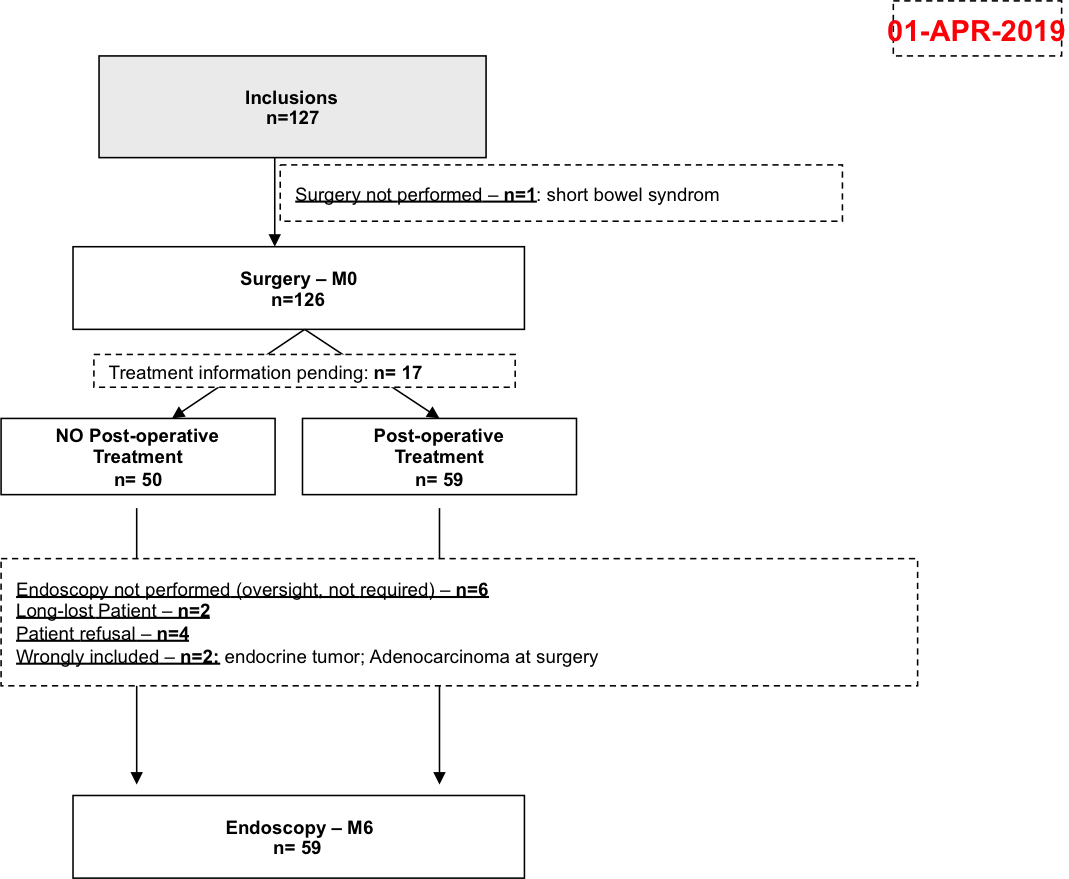 01-APR-2019
Inclusions
n=127
Surgery not performed – n=1: short bowel syndrom
Surgery – M0
n=126
Treatment information pending: n= 17
NO Post-operative
Treatment
n= 50
Post-operative
Treatment
n= 59
Endoscopy not performed (oversight, not required) – n=6
Long-lost Patient – n=2
Patient refusal – n=4
Wrongly included – n=2: endocrine tumor; Adenocarcinoma at surgery
Endoscopy – M6
n= 59